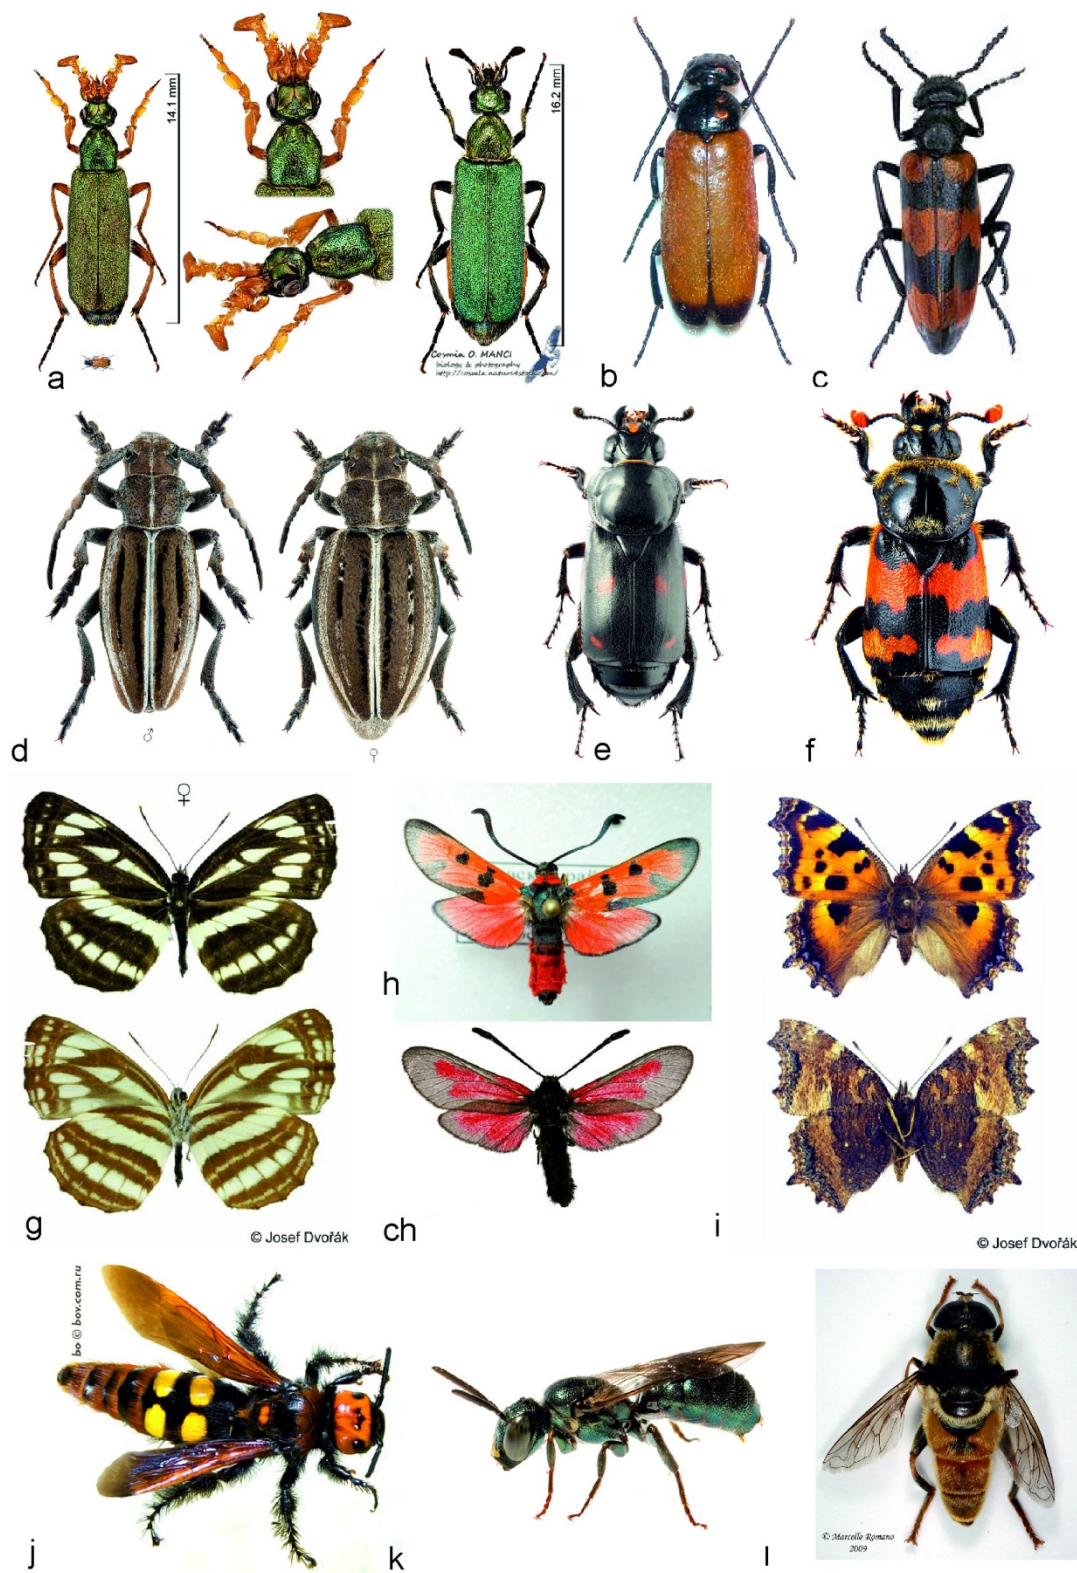 14.1 mm
16.2 mm
Cosmin O. MANCI
biology & photography
a
b
c
♂
♀
d
e
f
♀
h
g
ch
i
© Josef Dvořák
© Josef Dvořák
bo © bov.com.ru
j
k
l
© Marcello Romano
2009